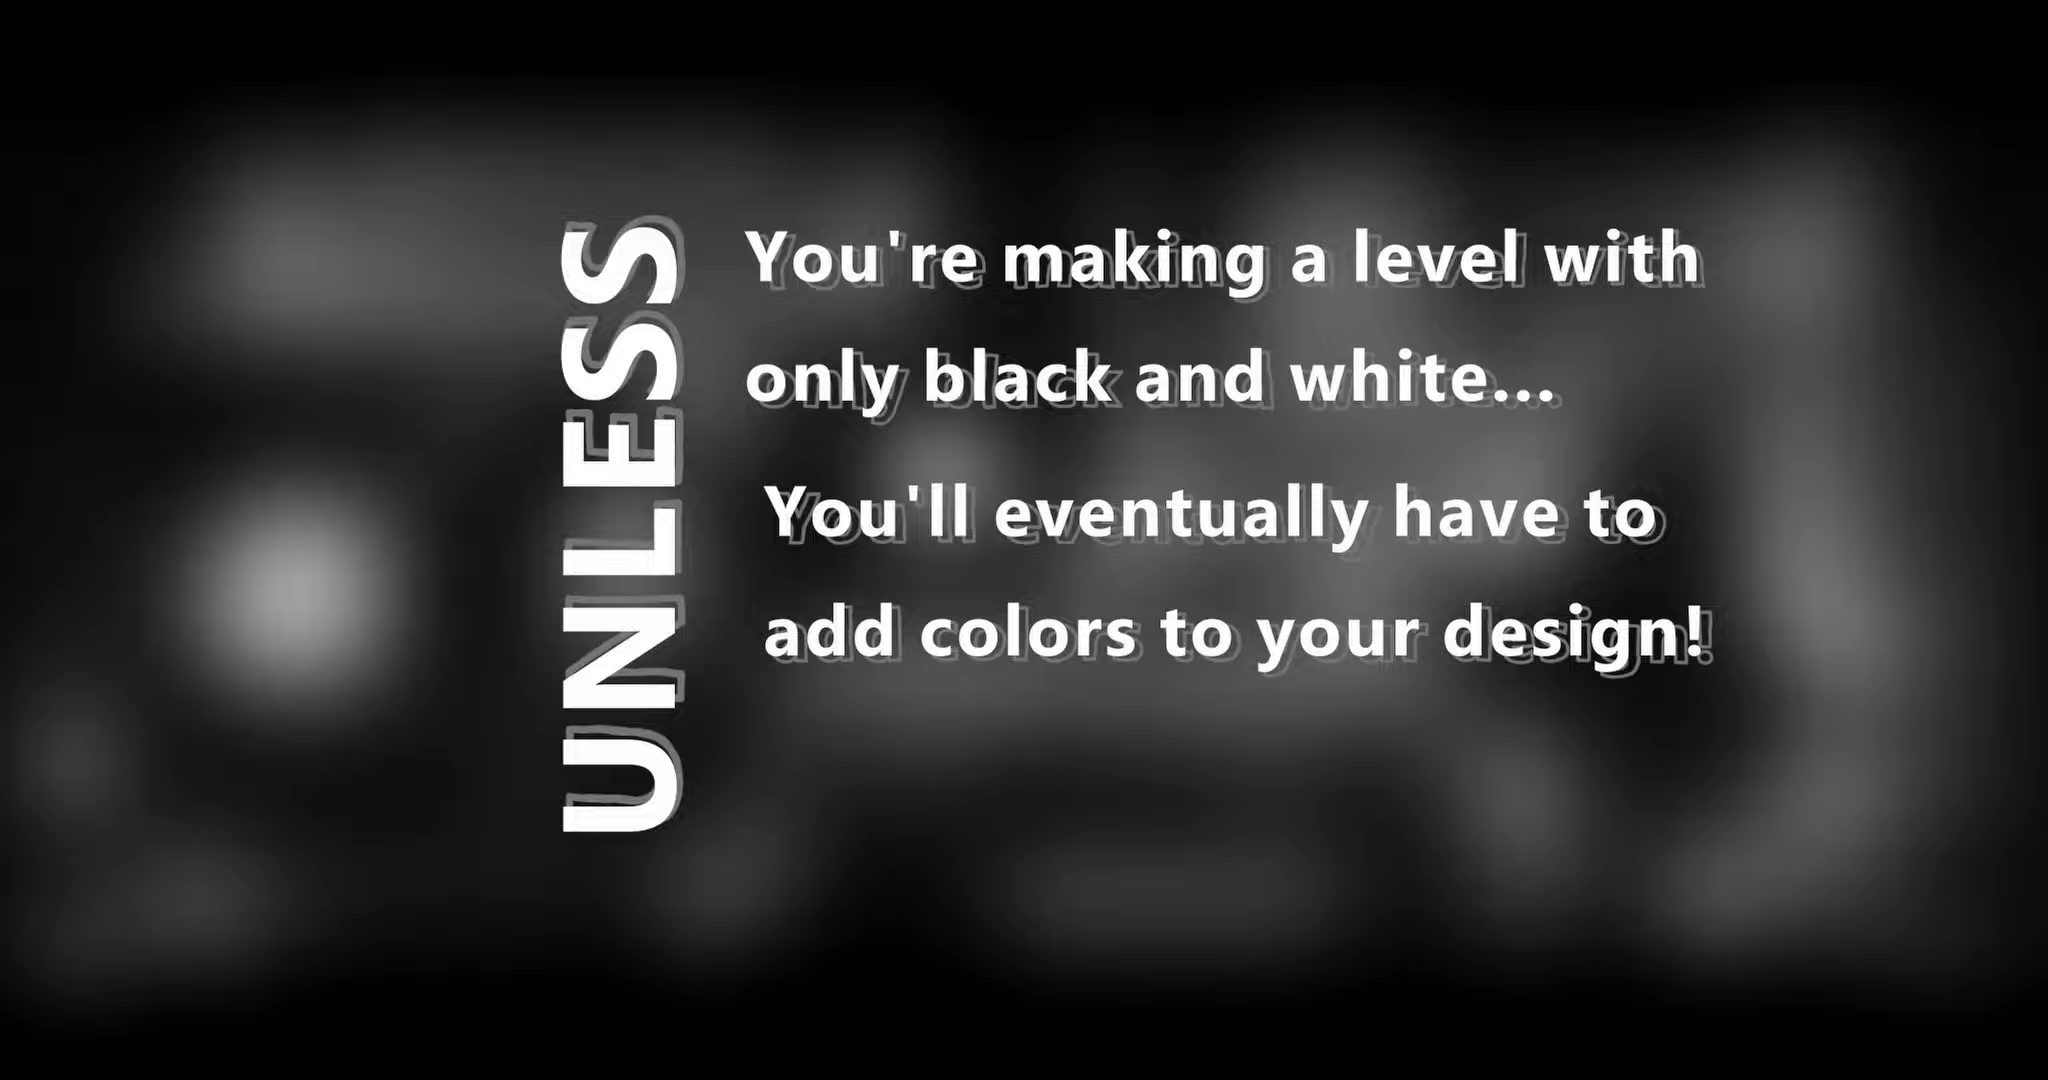 UNLESS
You're making a level with
only black and white...
You'll eventually have to
add colors to your design!